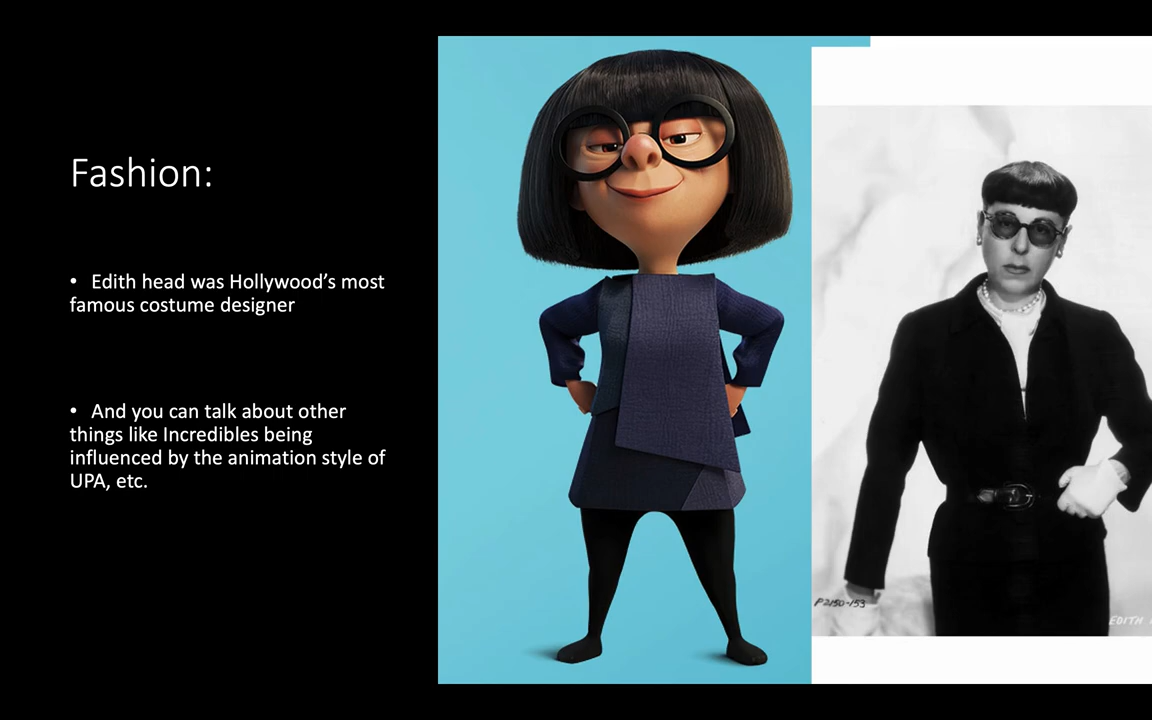 Fashion:
• Edith head was Hollywood’s most
famous costume designer
• And you can talk about other
things like Incredibles being
influenced by the animation style of
UPA, etc.
P2150-153
EDITH